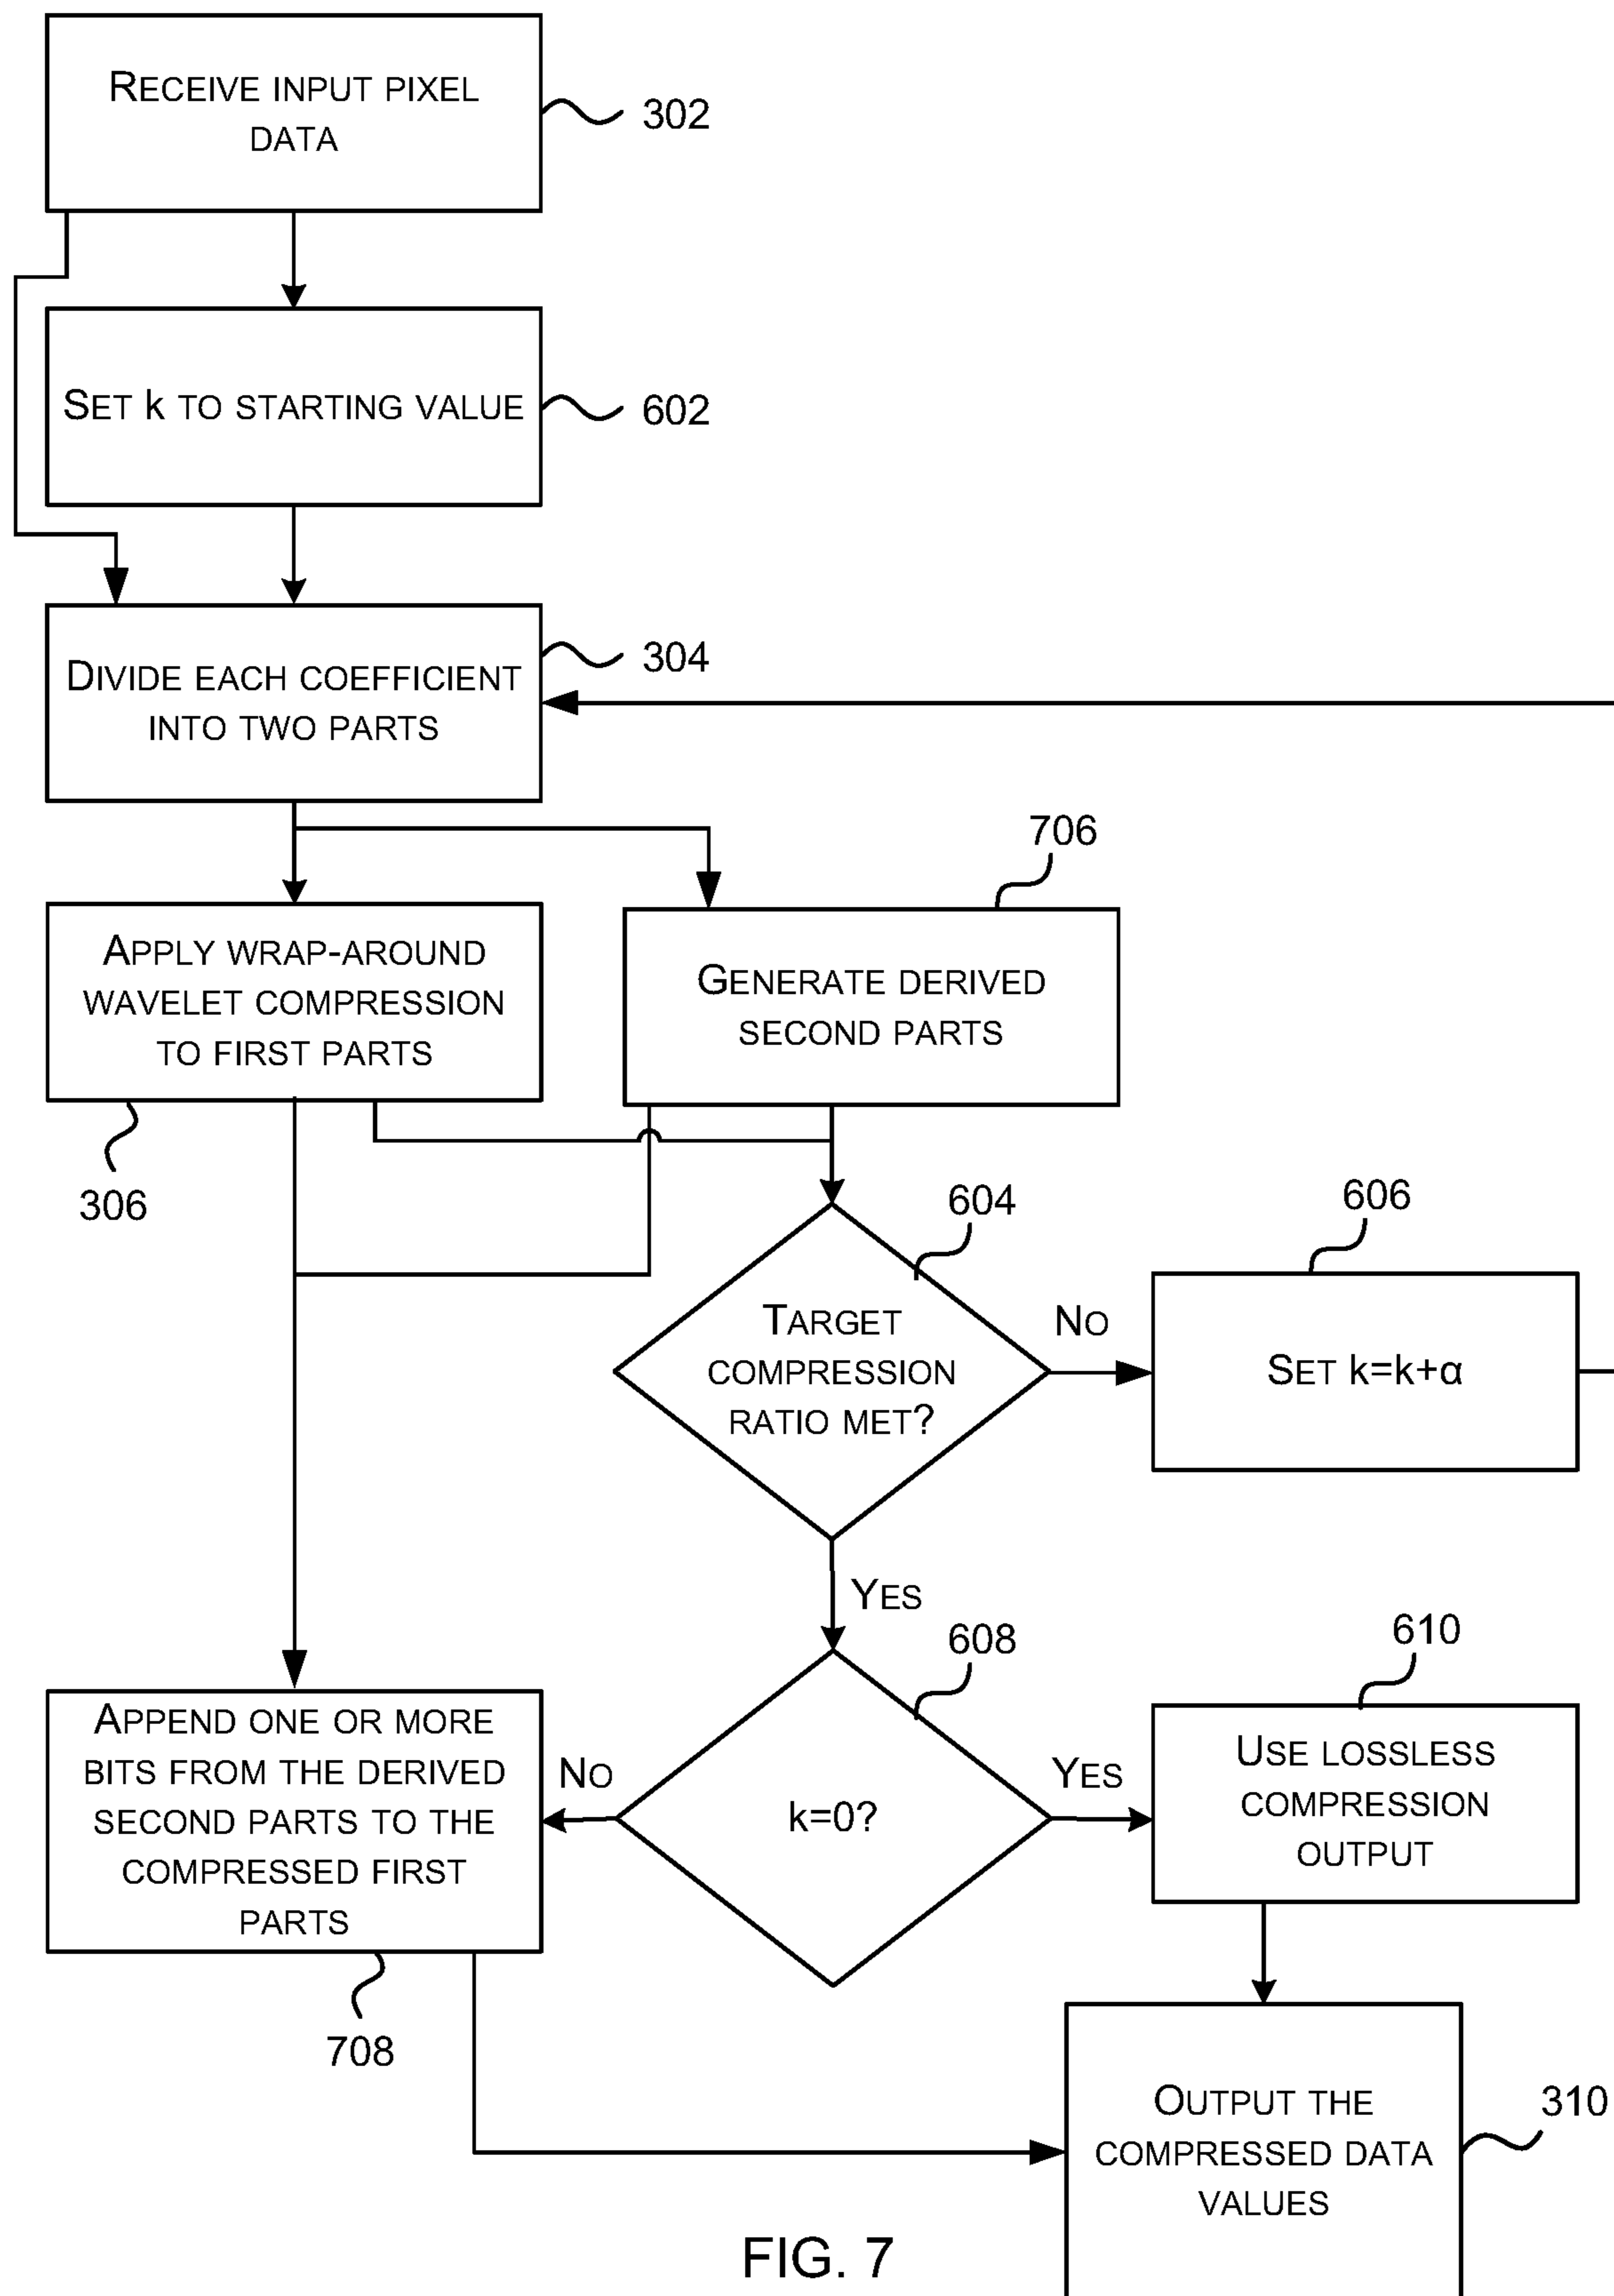 RECEIVE INPUT PIXEL
DATA
302
SET k TO STARTING VALUE
602
DIVIDE EACH COEFFICIENT
INTO TWO PARTS
304
706
APPLY WRAP-AROUND
WAVELET COMPRESSION
TO FIRST PARTS
306
GENERATE DERIVED
SECOND PARTS
604
TARGET
COMPRESSION
RATIO MET?
NO
606
SET k=k+α
YES
608
k=0?
NO
YES
610
USE LOSSLESS
COMPRESSION
OUTPUT
APPEND ONE OR MORE
BITS FROM THE DERIVED
SECOND PARTS TO THE
COMPRESSED FIRST
PARTS
708
OUTPUT THE
COMPRESSED DATA
VALUES
310
FIG. 7